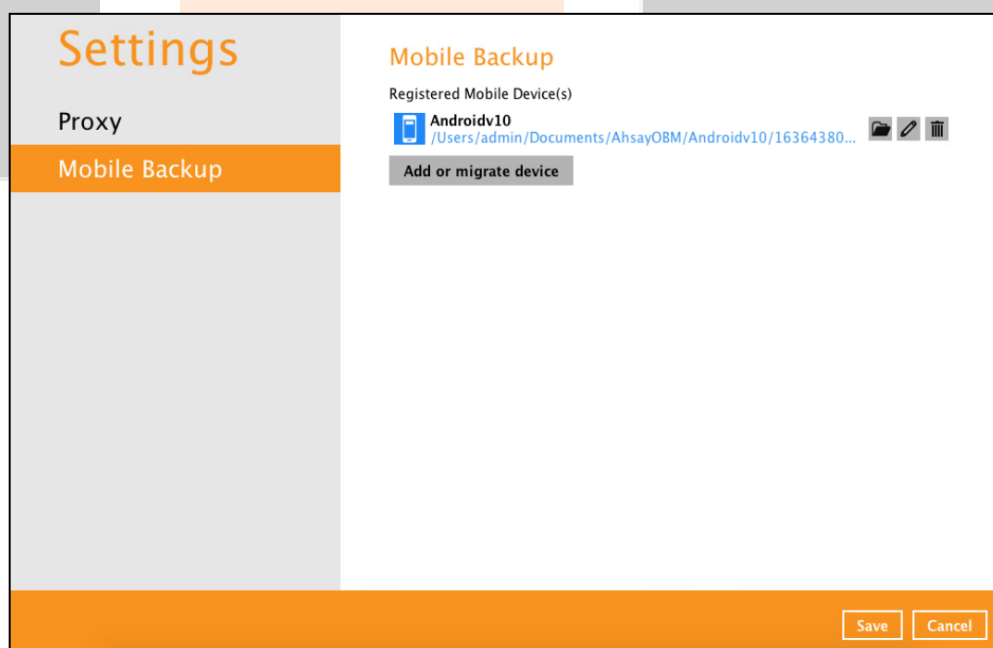 Settings
Proxy
Mobile Backup
Mobile Backup
Registered Mobile Device(s)
Androidv10
/Users/admin/Documents/AhsayOBM/Androidv10/16364380...
Add or migrate device
Save
Cancel